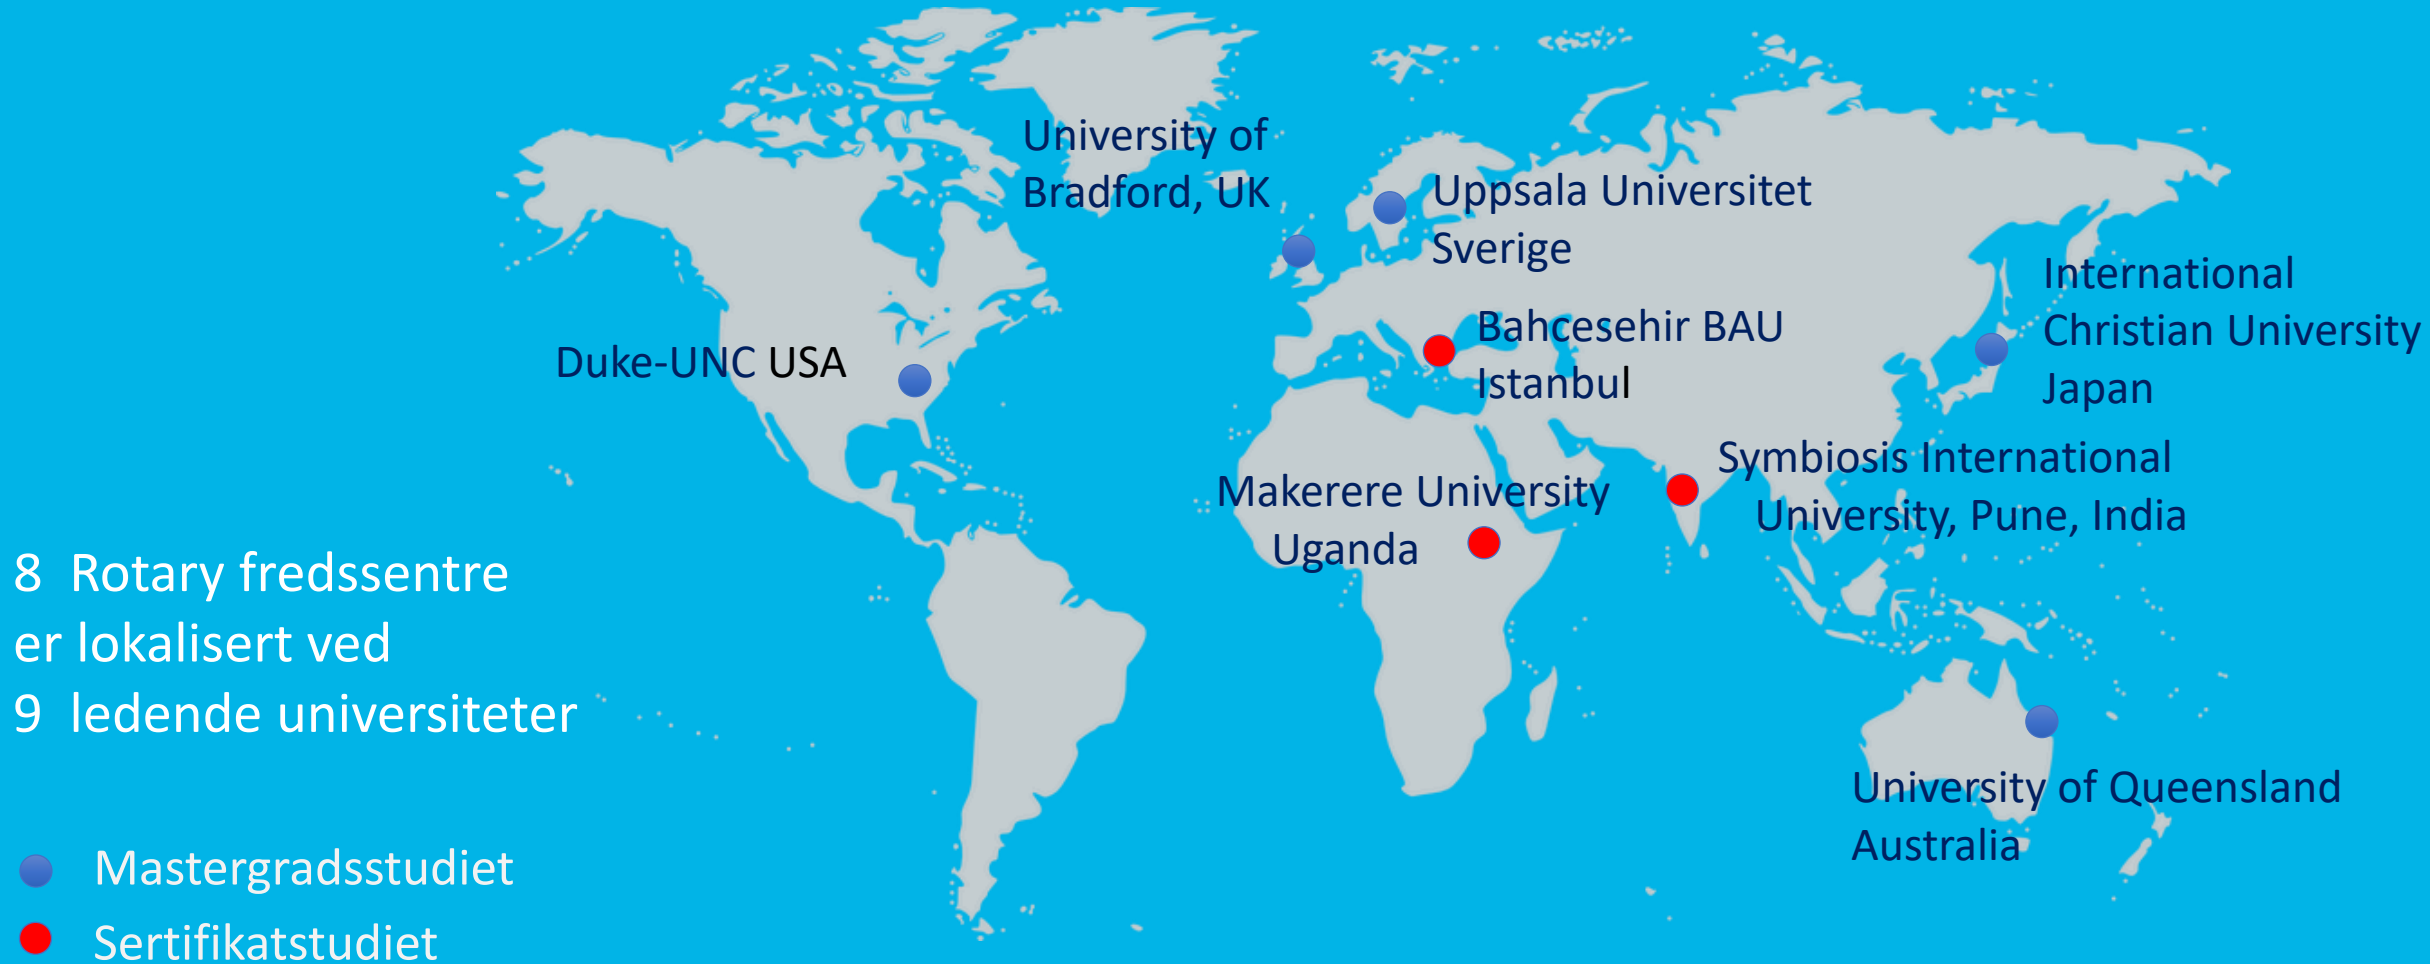 University of
Bradford, UK
Uppsala Universitet
Sverige
International
Christian University
Japan
Bahcesehir BAU
Istanbul
Duke-UNC USA
Symbiosis International
University, Pune, India
Makerere University
Uganda
8 Rotary fredssentre
er lokalisert ved
9 ledende universiteter
University of Queensland
Australia
Mastergradsstudiet
Sertifikatstudiet